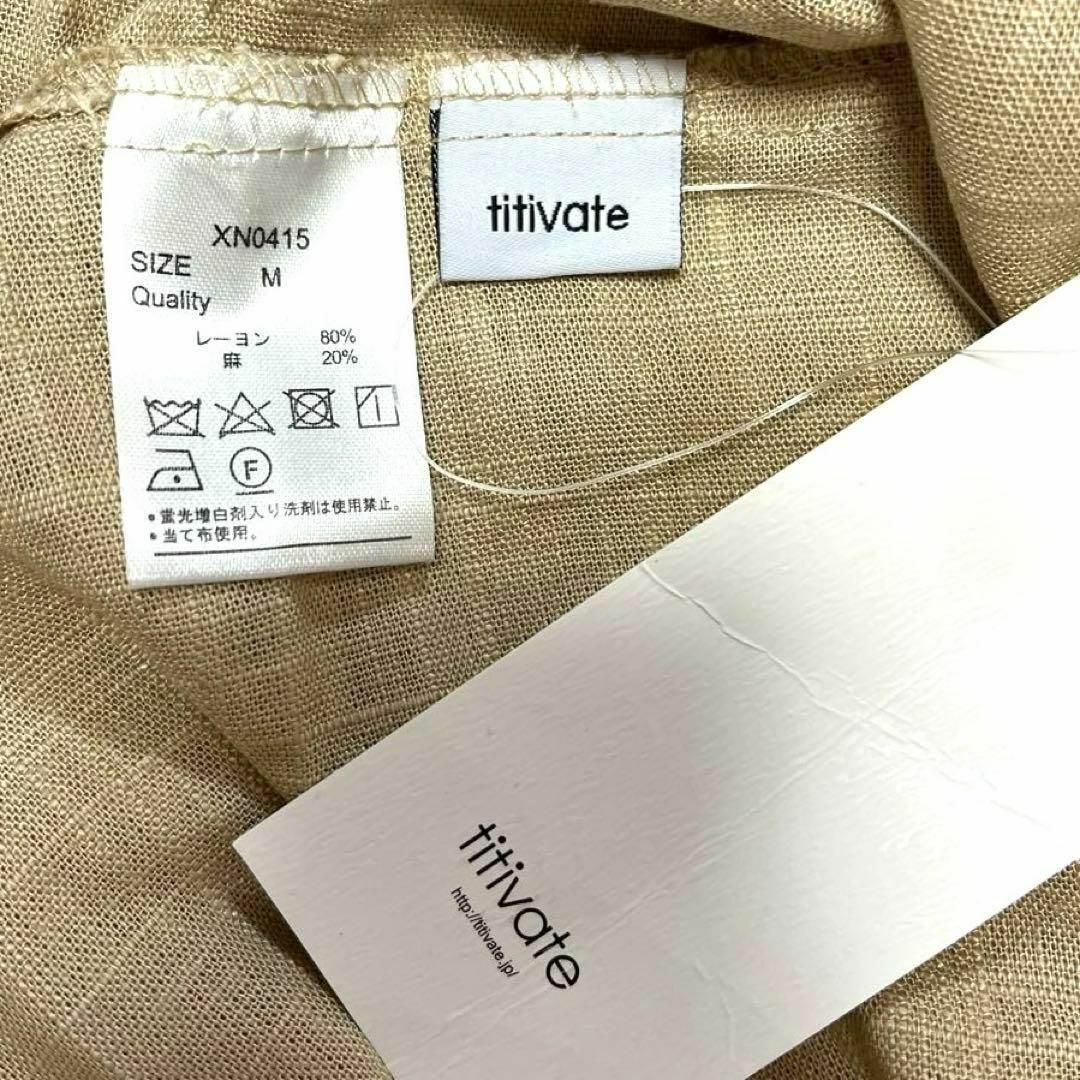 XN0415
SIZE M
Quality
レーヨン 80%
麻 20%
F
•蛍光増白剤入り洗剤は使用禁止。
•当て布使用。
titivate
titivate
http://titivate.jp/